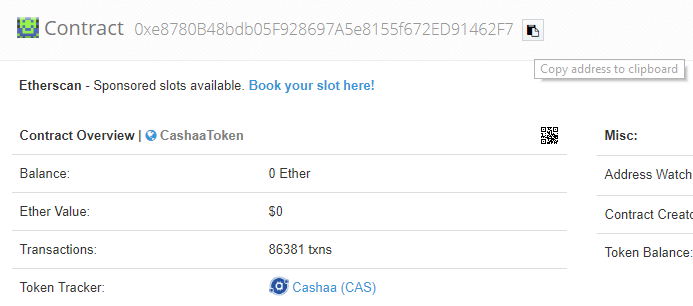 Contract 0xe8780B48bdb05F928697A5e8155f672ED91462F7
Copy address to clipboard
Etherscan - Sponsored slots available. Book your slot here!
Contract Overview | CashaaToken
Misc:
Balance: 0 Ether
Address Watch
Ether Value: $0
Contract Creato
Transactions: 86381 txns
Token Balance:
Token Tracker: Cashaa (CAS)